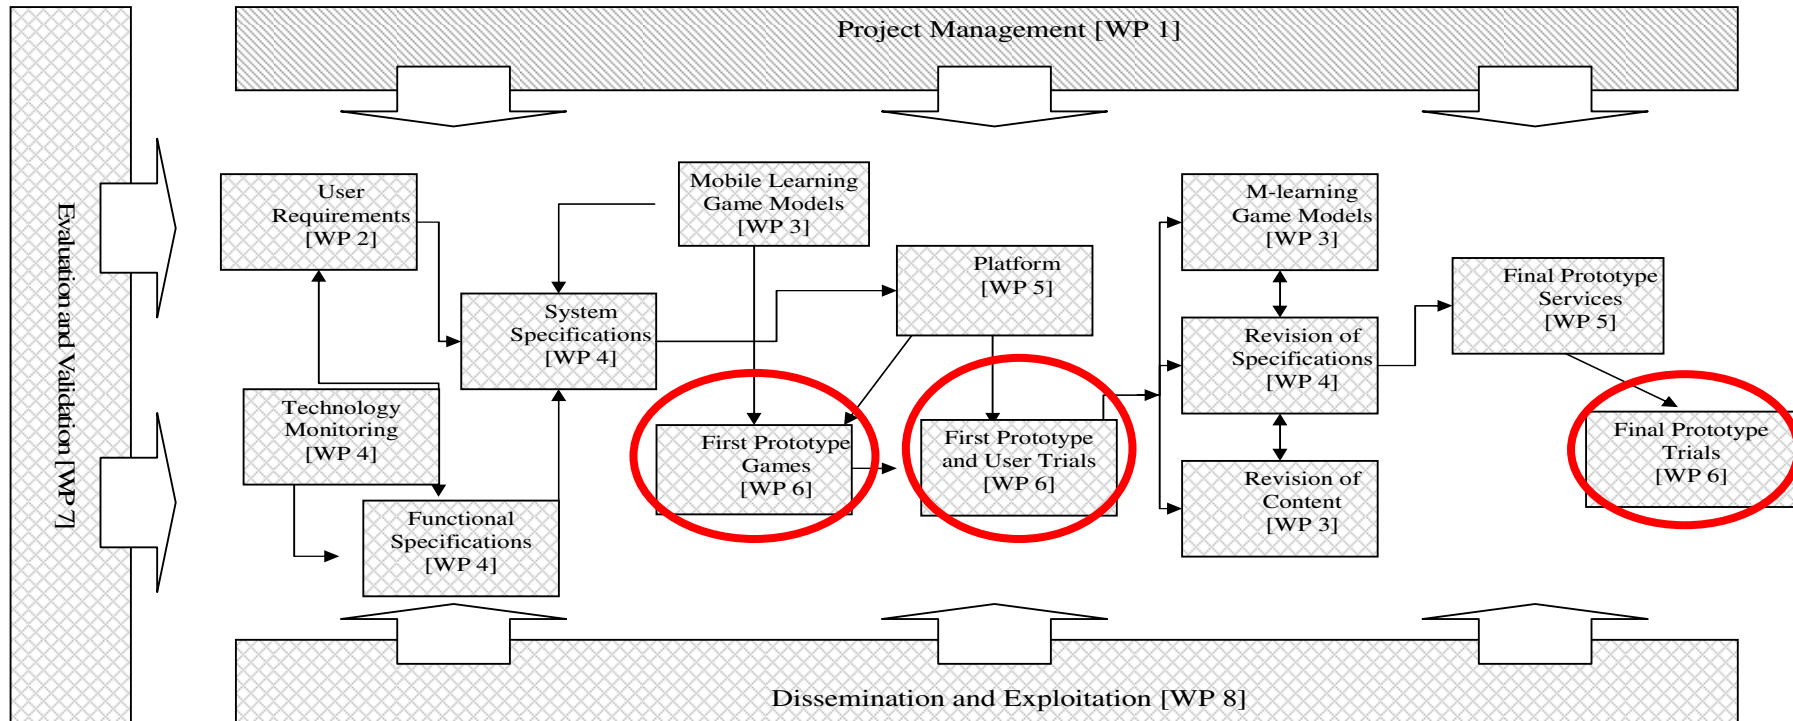 Project Management [WP 1]
Evaluation and Validation [WP 7]
User
Requirements
[WP 2]
Mobile Learning
Game Models
[WP 3]
M-learning
Game Models
[WP 3]
Platform
[WP 5]
Final Prototype
Services
[WP 5]
System
Specifications
[WP 4]
Revision of
Specifications
[WP 4]
Technology
Monitoring
[WP 4]
First Prototype
Games
[WP 6]
First Prototype
and User Trials
[WP 6]
Final Prototype
Trials
[WP 6]
Revision of
Content
[WP 3]
Functional
Specifications
[WP 4]
Dissemination and Exploitation [WP 8]